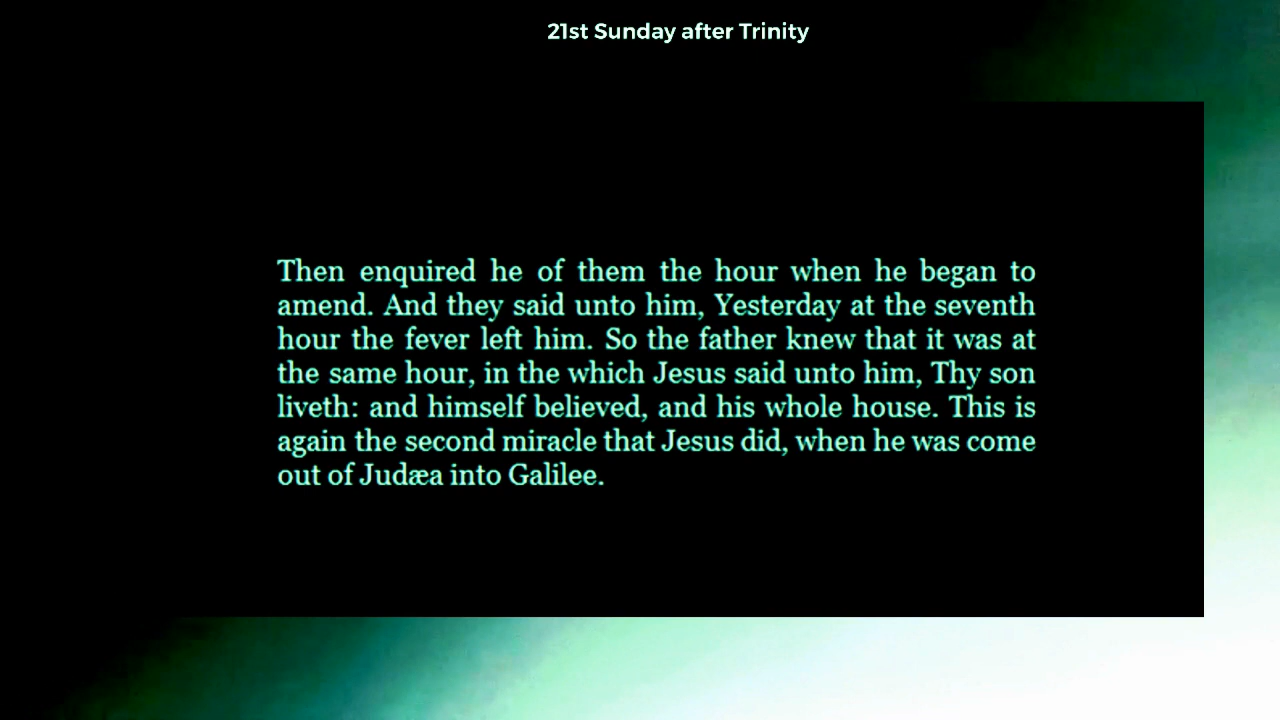 21st Sunday after Trinity
Then enquired he of them the hour when he began to
amend. And they said unto him, Yesterday at the seventh
hour the fever left him. So the father knew that it was at
the same hour, in the which Jesus said unto him, Thy son
liveth: and himself believed, and his whole house. This is
again the second miracle that Jesus did, when he was come
out of Judæa into Galilee.